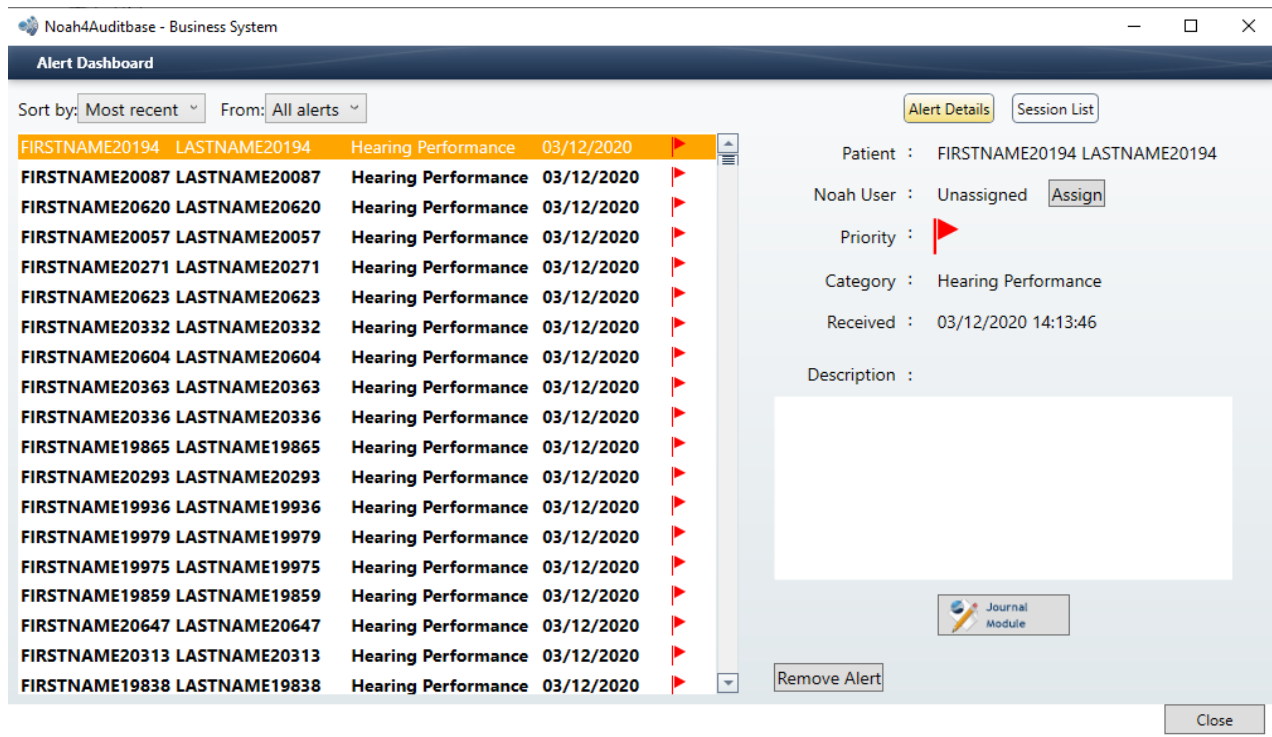 Noah4Auditbase - Business System
Alert Dashboard
Sort by: Most recent From: All alerts
FIRSTNAME20194 LASTNAME20194 Hearing Performance 03/12/2020
FIRSTNAME20087 LASTNAME20087 Hearing Performance 03/12/2020
FIRSTNAME20620 LASTNAME20620 Hearing Performance 03/12/2020
FIRSTNAME20057 LASTNAME20057 Hearing Performance 03/12/2020
FIRSTNAME20271 LASTNAME20271 Hearing Performance 03/12/2020
FIRSTNAME20623 LASTNAME20623 Hearing Performance 03/12/2020
FIRSTNAME20332 LASTNAME20332 Hearing Performance 03/12/2020
FIRSTNAME20604 LASTNAME20604 Hearing Performance 03/12/2020
FIRSTNAME20363 LASTNAME20363 Hearing Performance 03/12/2020
FIRSTNAME20336 LASTNAME20336 Hearing Performance 03/12/2020
FIRSTNAME19865 LASTNAME19865 Hearing Performance 03/12/2020
FIRSTNAME20293 LASTNAME20293 Hearing Performance 03/12/2020
FIRSTNAME19936 LASTNAME19936 Hearing Performance 03/12/2020
FIRSTNAME19979 LASTNAME19979 Hearing Performance 03/12/2020
FIRSTNAME19975 LASTNAME19975 Hearing Performance 03/12/2020
FIRSTNAME19859 LASTNAME19859 Hearing Performance 03/12/2020
FIRSTNAME20647 LASTNAME20647 Hearing Performance 03/12/2020
FIRSTNAME20313 LASTNAME20313 Hearing Performance 03/12/2020
FIRSTNAME19838 LASTNAME19838 Hearing Performance 03/12/2020
Alert Details Session List
Patient : FIRSTNAME20194 LASTNAME20194
Noah User : Unassigned Assign
Priority :
Category : Hearing Performance
Received : 03/12/2020 14:13:46
Description :
Journal
Module
Remove Alert
Close